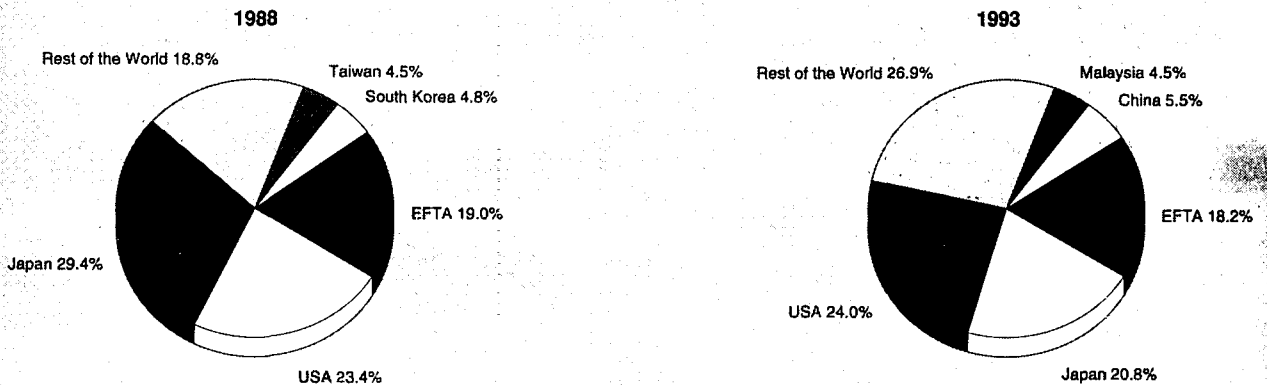 1988
Rest of the World 18.8%
Taiwan 4.5%
South Korea 4.8%
EFTA 19.0%
Japan 29.4%
USA 23.4%
1993
Rest of the World 26.9%
Malaysia 4.5%
China 5.5%
EFTA 18.2%
USA 24.0%
Japan 20.8%